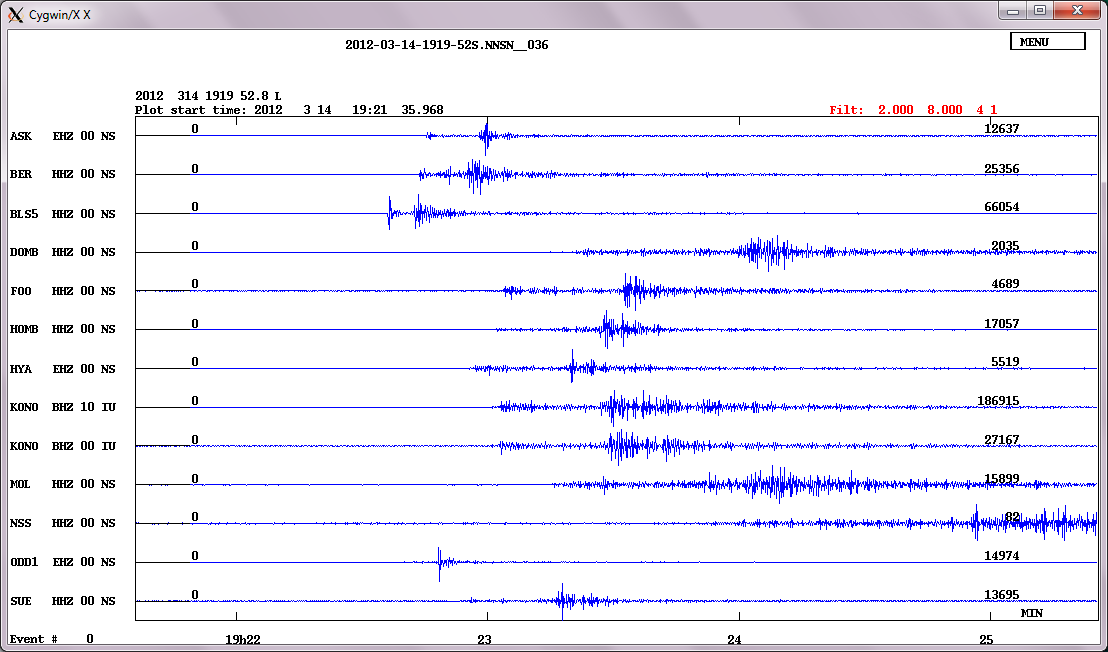 Cygwin/X X
2012-03-14-1919-52S.NNSN__036
MENU
2012  314 1919 52.8 L
Plot start time: 2012   3 14   19:21  35.968
Filt:  2.000  8.000  4 1
ASK   EHZ 00 NS 0 12637
BER   HHZ 00 NS 0 25356
BLS5  HHZ 00 NS 0 66054
DOMB  HHZ 00 NS 0 2035
FOO   HHZ 00 NS 0 4689
HOMB  HHZ 00 NS 0 17057
HYA   EHZ 00 NS 0 5519
KONO  BHZ 10 IU 0 186915
KONO  BHZ 00 IU 0 27167
MOL   HHZ 00 NS 0 15899
NSS   HHZ 00 NS 0 82
ODD1  EHZ 00 NS 0 14974
SUE   HHZ 00 NS 0 13695
MIN
Event #    0 19h22 23 24 25